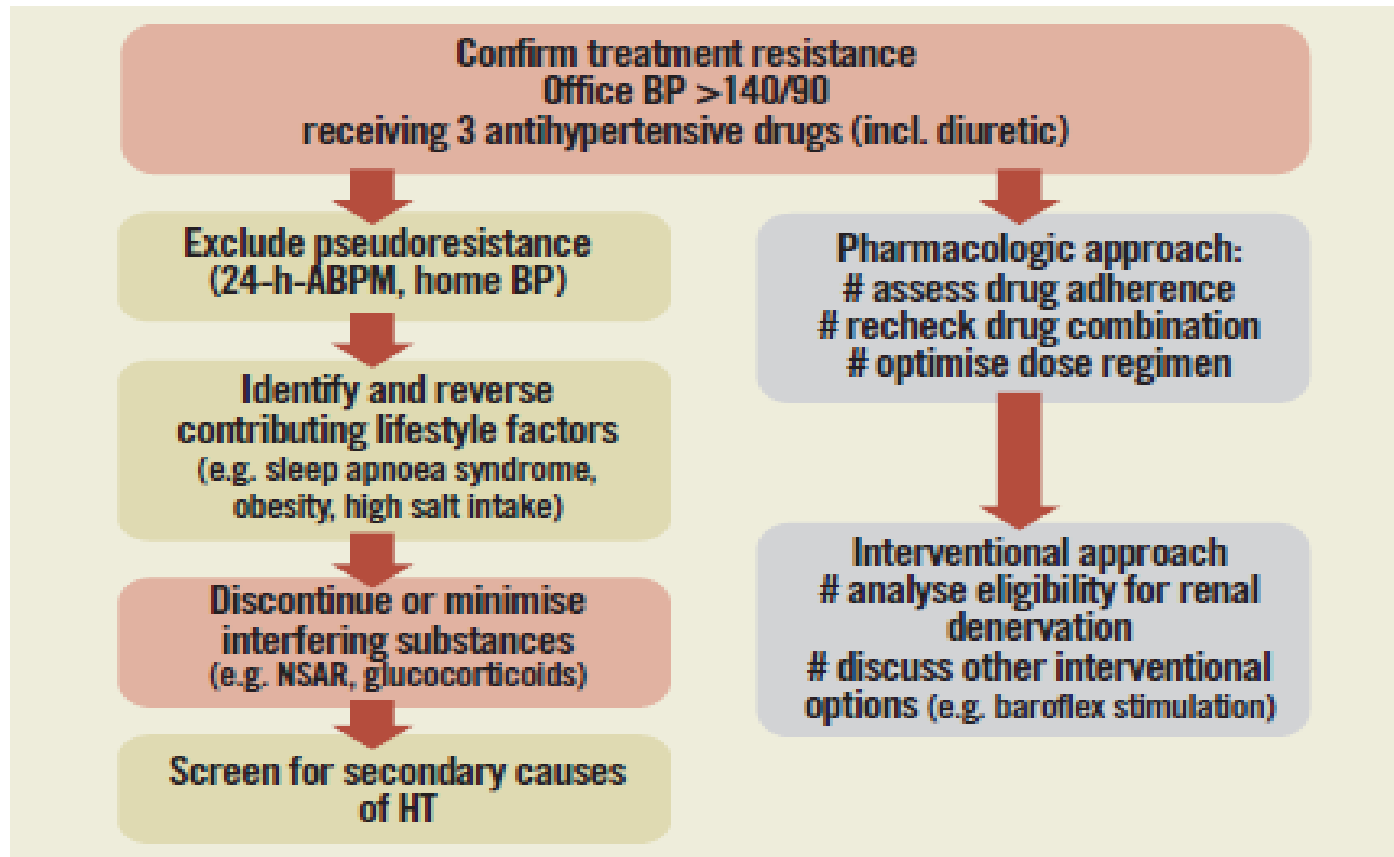 Confirm treatment resistance
Office BP >140/90
receiving 3 antihypertensive drugs (incl. diuretic)
Exclude pseudoresistance
(24-h-ABPM, home BP)
Identify and reverse
contributing lifestyle factors
(e.g. sleep apnoea syndrome,
obesity, high salt intake)
Discontinue or minimise
interfering substances
(e.g. NSAR, glucocorticoids)
Screen for secondary causes
of HT
Pharmacologic approach:
# assess drug adherence
# recheck drug combination
# optimise dose regimen
Interventional approach
# analyse eligibility for renal
denervation
# discuss other interventional
options (e.g. baroflex stimulation)